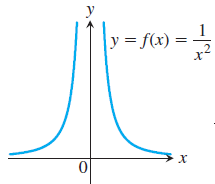 y
y = f(x) = 1/x²
x
0